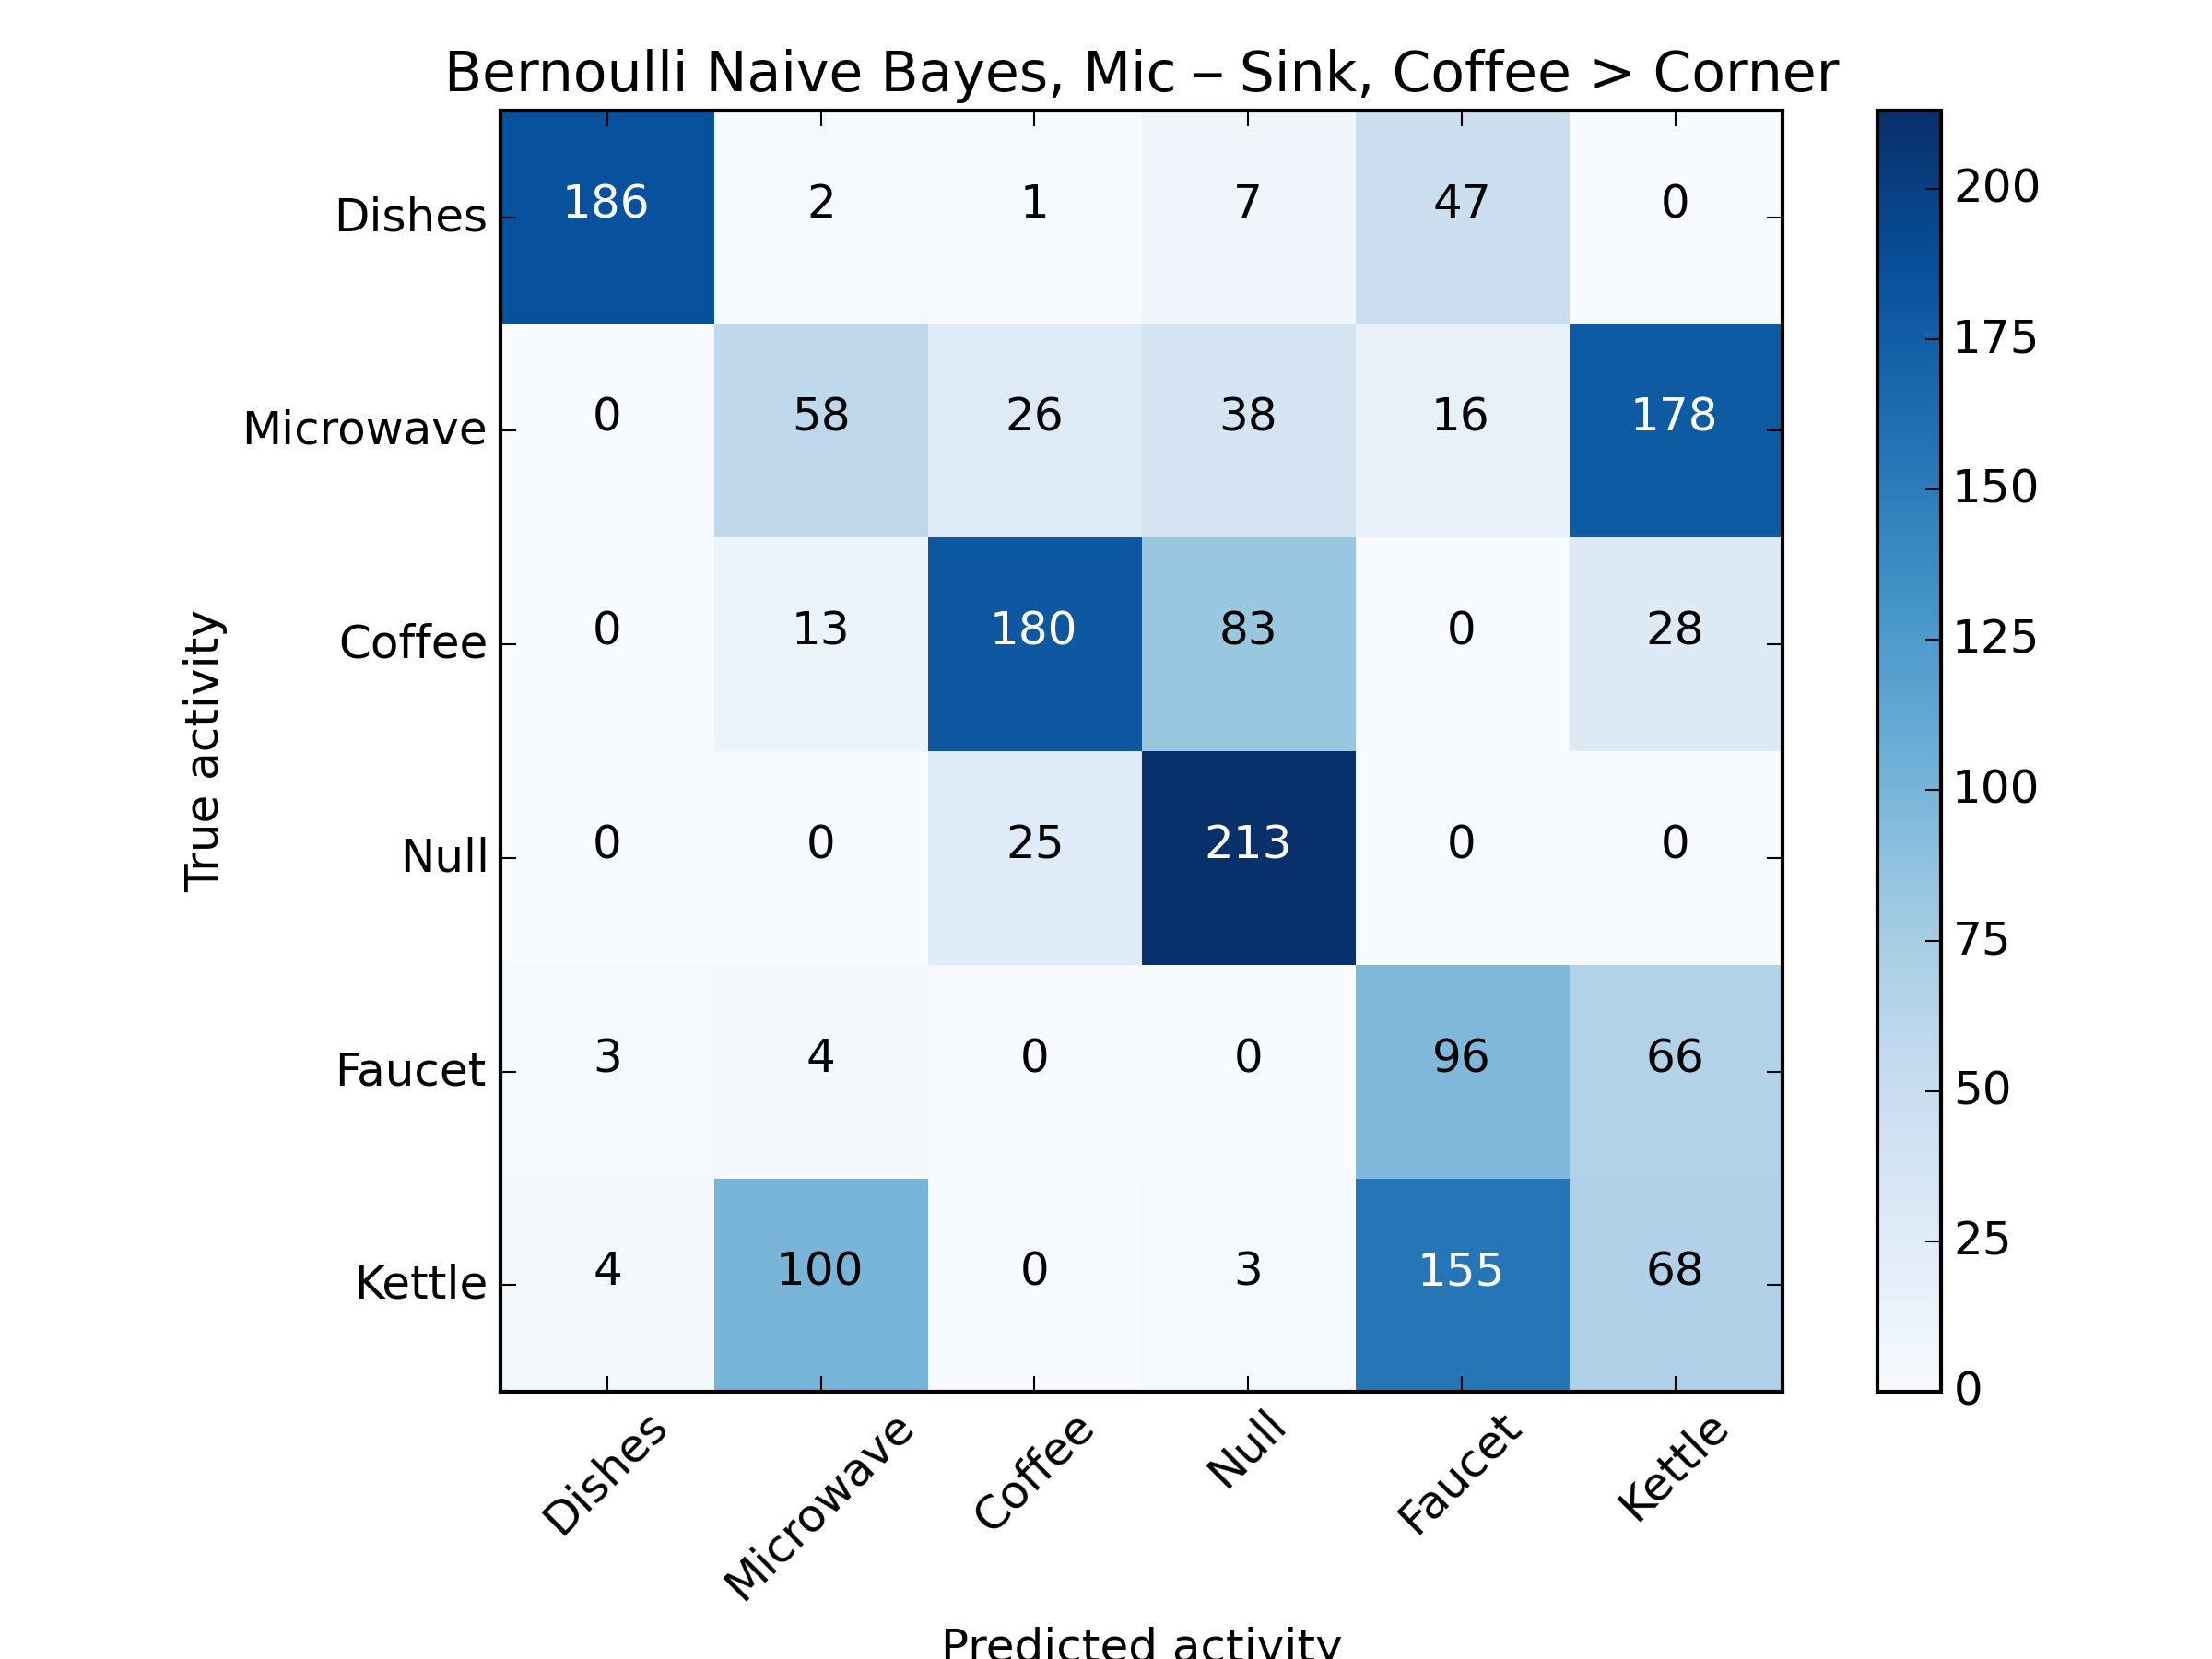 Bernoulli Naive Bayes, Mic – Sink, Coffee > Corner
Dishes 186 2 1 7 47 0
Microwave 0 58 26 38 16 178
Coffee 0 13 180 83 0 28
Null 0 0 25 213 0 0
Faucet 3 4 0 0 96 66
Kettle 4 100 0 3 155 68
True activity
Dishes Microwave Coffee Null Faucet Kettle
Predicted activity
200
175
150
125
100
75
50
25
0